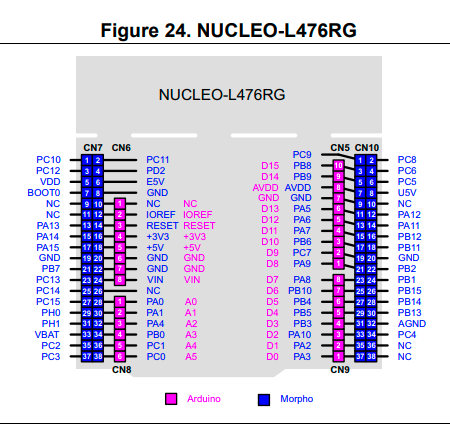 Figure 24. NUCLEO-L476RG
NUCLEO-L476RG
CN7 CN6 CN5 CN10
PC10 1 2 PC11 PC9 1 2 PC8
PC12 3 4 PD2 D15 PB8 10 3 4 PC6
VDD 5 6 E5V D14 PB9 9 5 6 PC5
BOOT0 7 8 GND AVDD AVDD 8 7 8 U5V
NC 9 10 1 NC NC GND GND 7 9 10 NC
NC 11 12 2 IOREF IOREF D13 PA5 6 11 12 PA12
PA13 13 14 3 RESET RESET D12 PA6 5 13 14 PA11
PA14 15 16 4 +3V3 +3V3 D11 PA7 4 15 16 PB12
PA15 17 18 5 +5V +5V D10 PB6 3 17 18 PB11
GND 19 20 6 GND GND D9 PC7 2 19 20 GND
PB7 21 22 7 GND GND D8 PA9 1 21 22 PB2
PC13 23 24 8 VIN VIN D7 PA8 8 23 24 PB1
PC14 25 26 NC D6 PB10 7 25 26 PB15
PC15 27 28 1 PA0 A0 D5 PB4 6 27 28 PB14
PH0 29 30 2 PA1 A1 D4 PB5 5 29 30 PB13
PH1 31 32 3 PA4 A2 D3 PB3 4 31 32 AGND
VBAT 33 34 4 PB0 A3 D2 PA10 3 33 34 PC4
PC2 35 36 5 PC1 A4 D1 PA2 2 35 36 NC
PC3 37 38 6 PC0 A5 D0 PA3 1 37 38 NC
CN8 CN9
Arduino Morpho